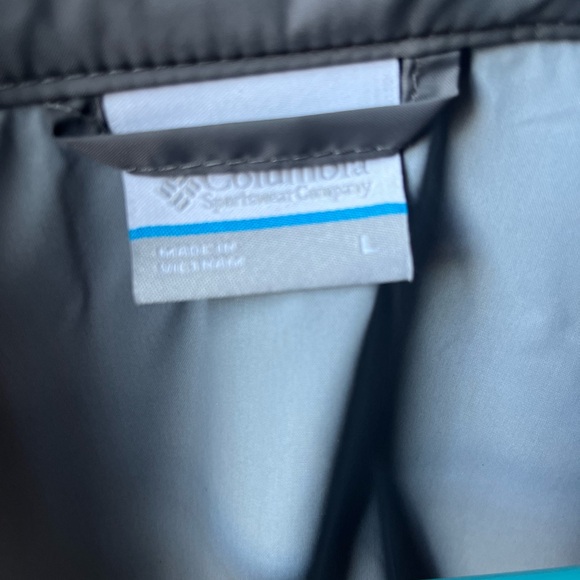 Columbia
Sportswear Company
MADE IN
VIETNAM
L